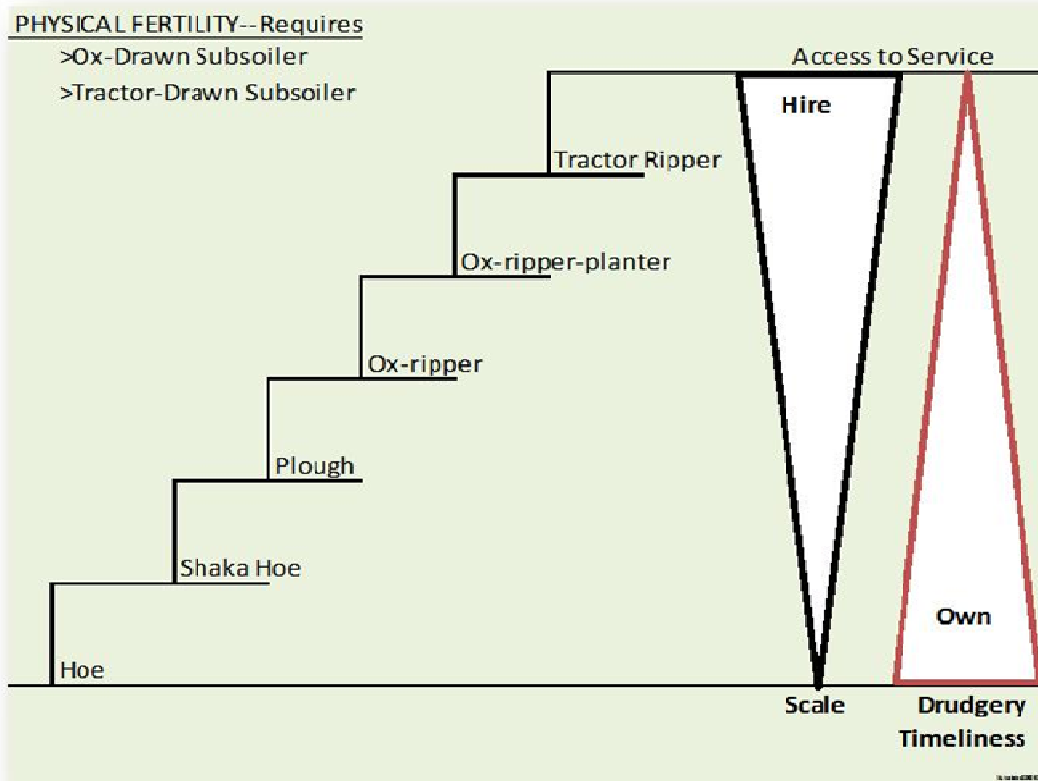 PHYSICAL FERTILITY--Requires
>Ox-Drawn Subsoiler
>Tractor-Drawn Subsoiler
Access to Service
Hire
Tractor Ripper
Ox-ripper-planter
Ox-ripper
Plough
Shaka Hoe
Own
Hoe
Scale
Drudgery
Timeliness